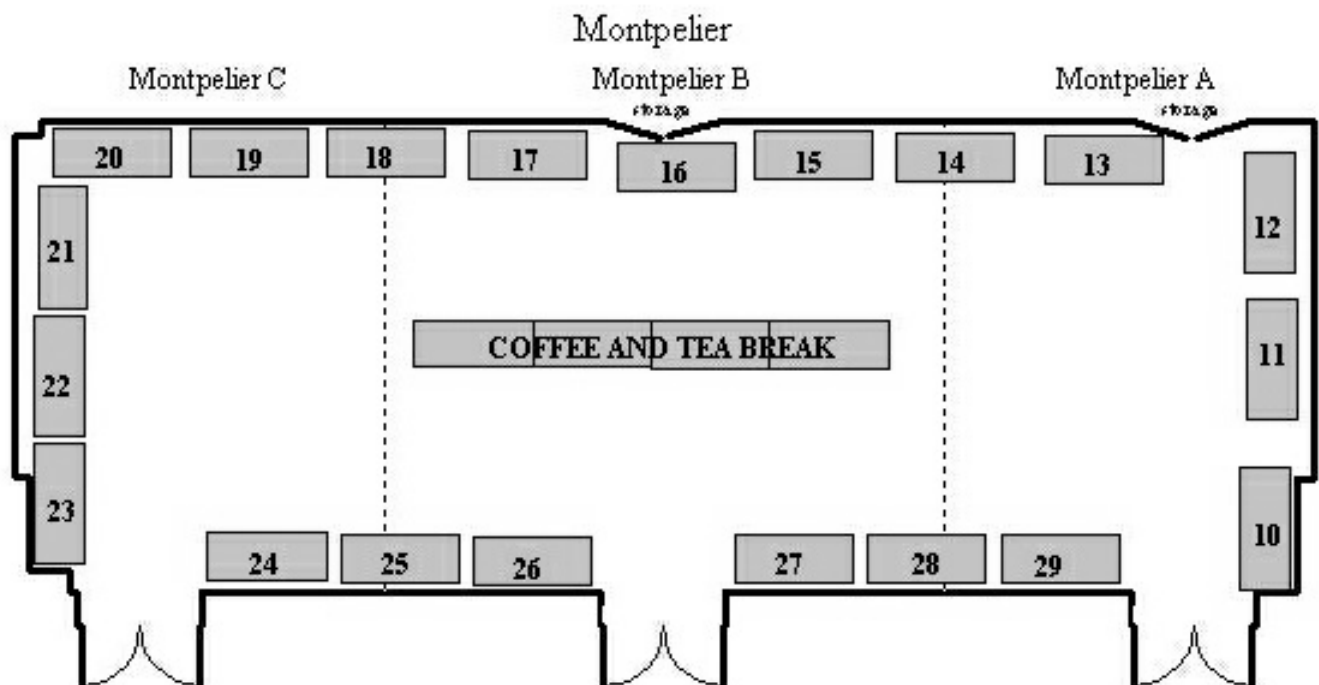 Montpelier
Montpelier C Montpelier B Montpelier A
storage storage
20 19 18 17 16 15 14 13
12
21
11
22
COFFEE AND TEA BREAK
23
10
24 25 26 27 28 29